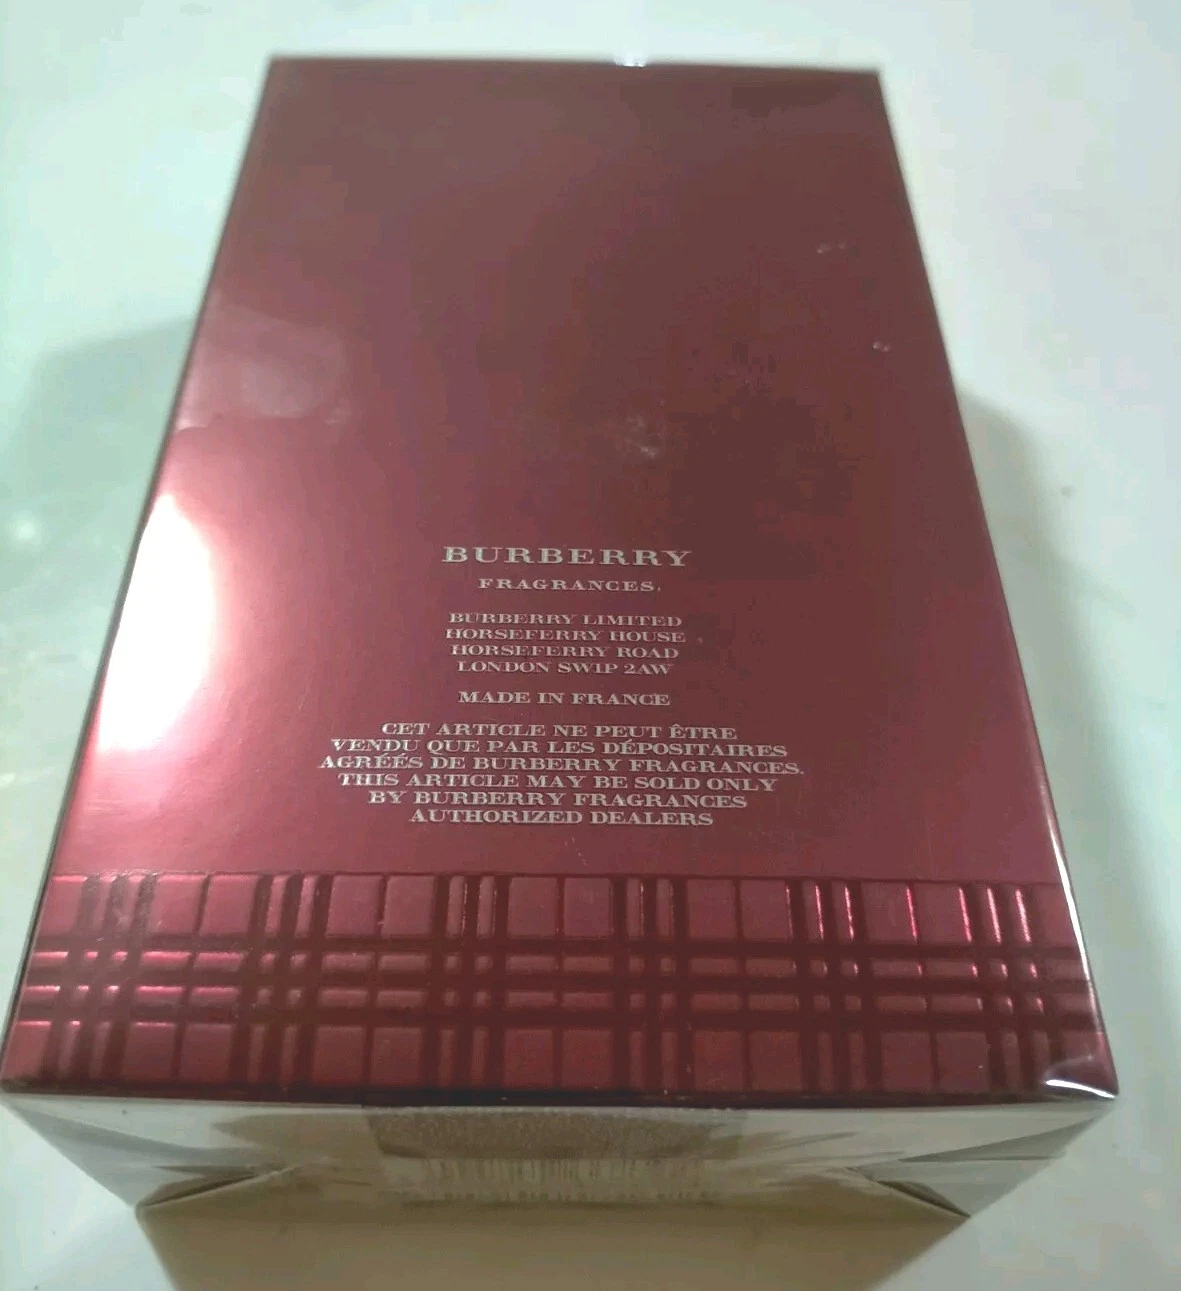 BURBERRY
FRAGRANCES.
BURBERRY LIMITED
HORSEFERRY HOUSE
HORSEFERRY ROAD
LONDON SW1P 2AW
MADE IN FRANCE
CET ARTICLE NE PEUT ÊTRE
VENDU QUE PAR LES DÉPOSITAIRES
AGRÉÉS DE BURBERRY FRAGRANCES.
THIS ARTICLE MAY BE SOLD ONLY
BY BURBERRY FRAGRANCES
AUTHORIZED DEALERS